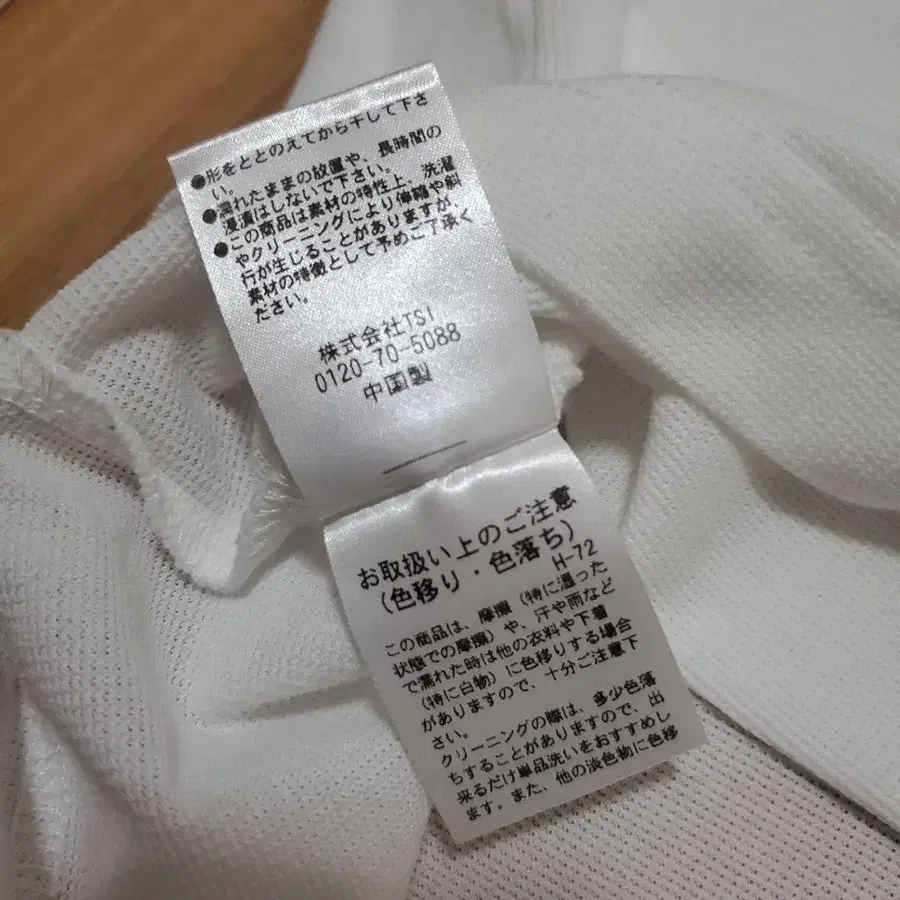 ●形をととのえてから干して下さ
い。
●濡れたままの放置や、長時間の
浸漬はしないで下さい。
●この商品は素材の特性上、洗濯
やクリーニングにより伸縮や斜
行が生じることがありますが
素材の特徴として予めご了承く
ださい。
株式会社TSI
0120-70-5088
中国製
お取扱い上のご注意
(色移り・色落ち)
H-72
この商品は、摩擦(特に湿った
状態での摩擦)や、汗や雨など
で濡れた時は他の衣料や下着
(特に白物)に色移りする場合
がありますので、十分ご注意下
さい。
クリーニングの際は、多少色落
ちすることがありますので、出
来るだけ単品洗いをおすすめし
ます。また、他の淡色物に色移